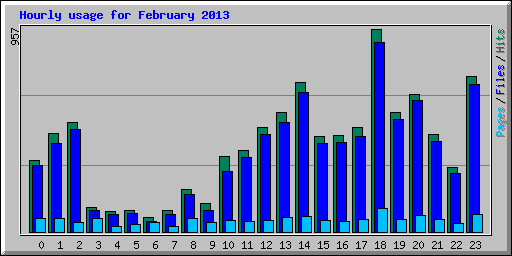 Hourly usage for February 2013
957
Pages / Files / Hits
0 1 2 3 4 5 6 7 8 9 10 11 12 13 14 15 16 17 18 19 20 21 22 23